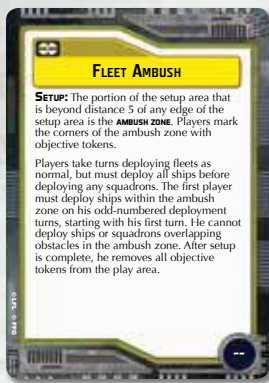 FLEET AMBUSH
SETUP: The portion of the setup area that
is beyond distance 5 of any edge of the
setup area is the AMBUSH ZONE. Players mark
the corners of the ambush zone with
objective tokens.
Players take turns deploying fleets as
normal, but must deploy all ships before
deploying any squadrons. The first player
must deploy ships within the ambush
zone on his odd-numbered deployment
turns, starting with his first turn. He cannot
deploy ships or squadrons overlapping
obstacles in the ambush zone. After setup
is complete, he removes all objective
tokens from the play area.
© LFL © FFG
--